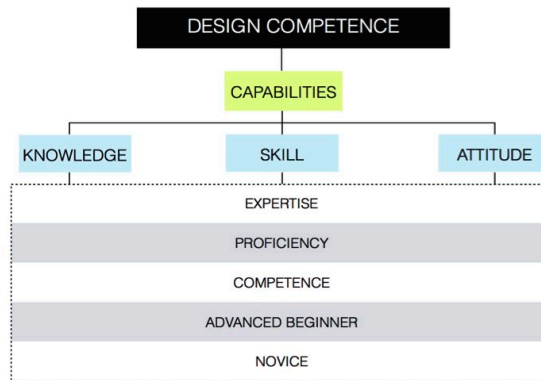 DESIGN COMPETENCE
CAPABILITIES
KNOWLEDGE
SKILL
ATTITUDE
EXPERTISE
PROFICIENCY
COMPETENCE
ADVANCED BEGINNER
NOVICE